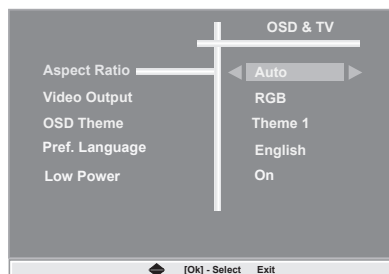 OSD & TV
Aspect Ratio Auto
Video Output RGB
OSD Theme Theme 1
Pref. Language English
Low Power On
[Ok] - Select Exit